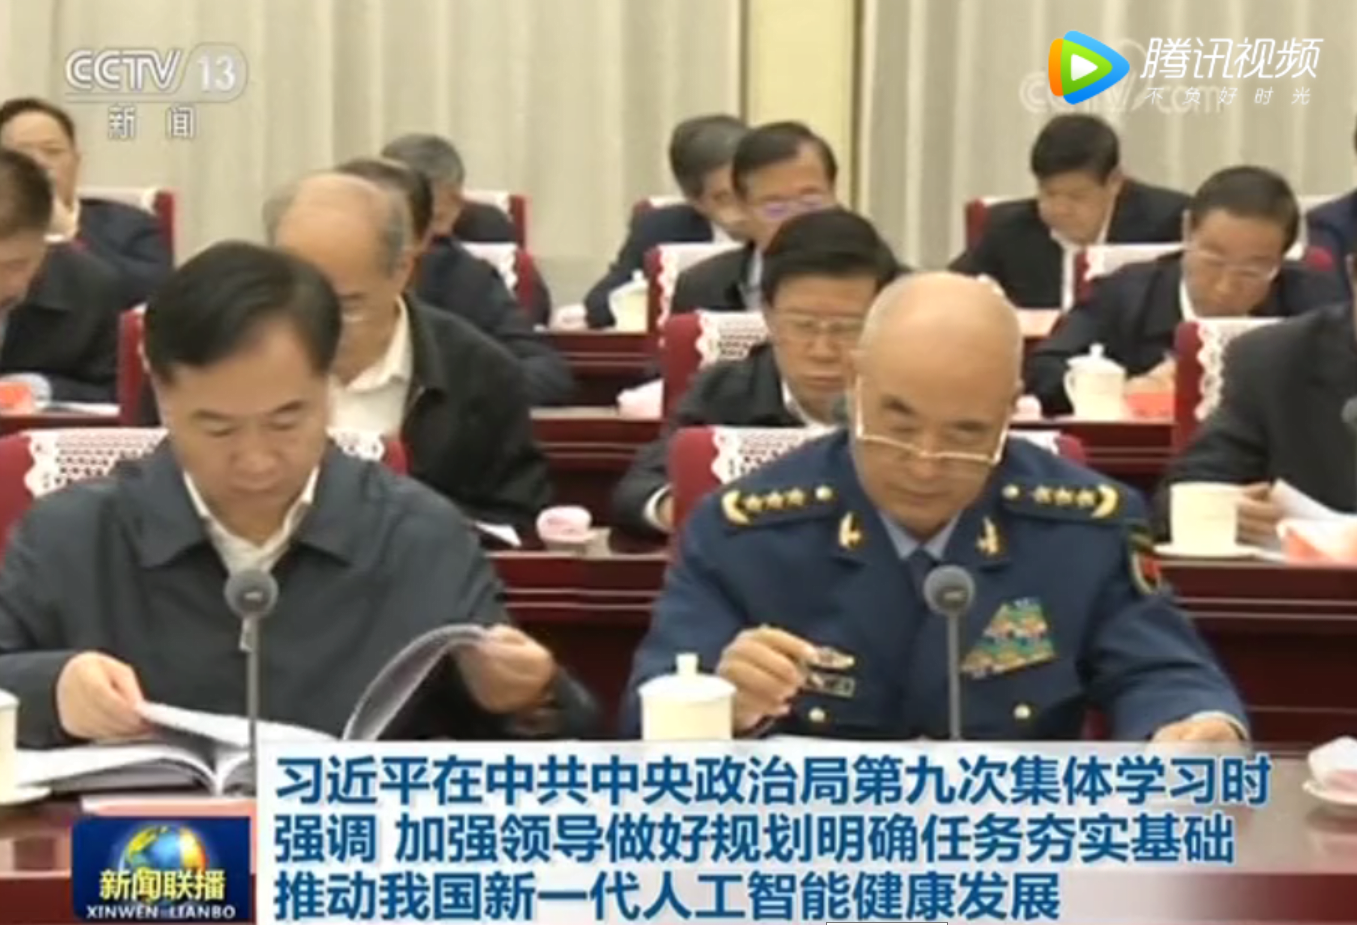 CCTV 13
新闻
腾讯视频
不负好时光
习近平在中共中央政治局第九次集体学习时
强调 加强领导做好规划明确任务夯实基础
推动我国新一代人工智能健康发展
新闻联播
XINWEN LIANBO